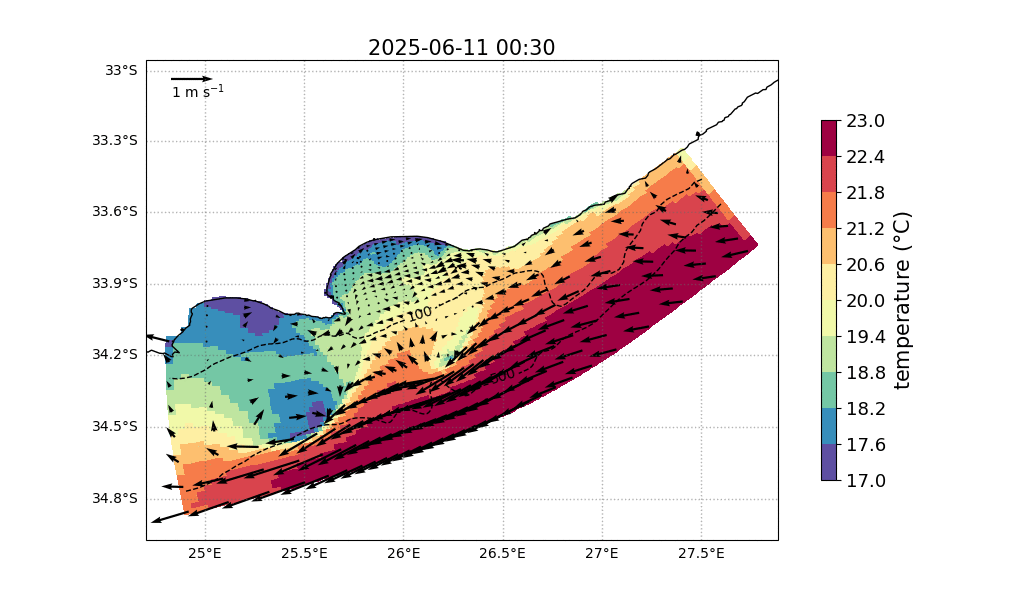 2025-06-11 00:30
1 m s⁻¹
33°S
33.3°S
33.6°S
33.9°S
34.2°S
34.5°S
34.8°S
25°E
25.5°E
26°E
26.5°E
27°E
27.5°E
100
23.0
22.4
21.8
21.2
20.6
20.0
19.4
18.8
18.2
17.6
17.0
temperature (°C)